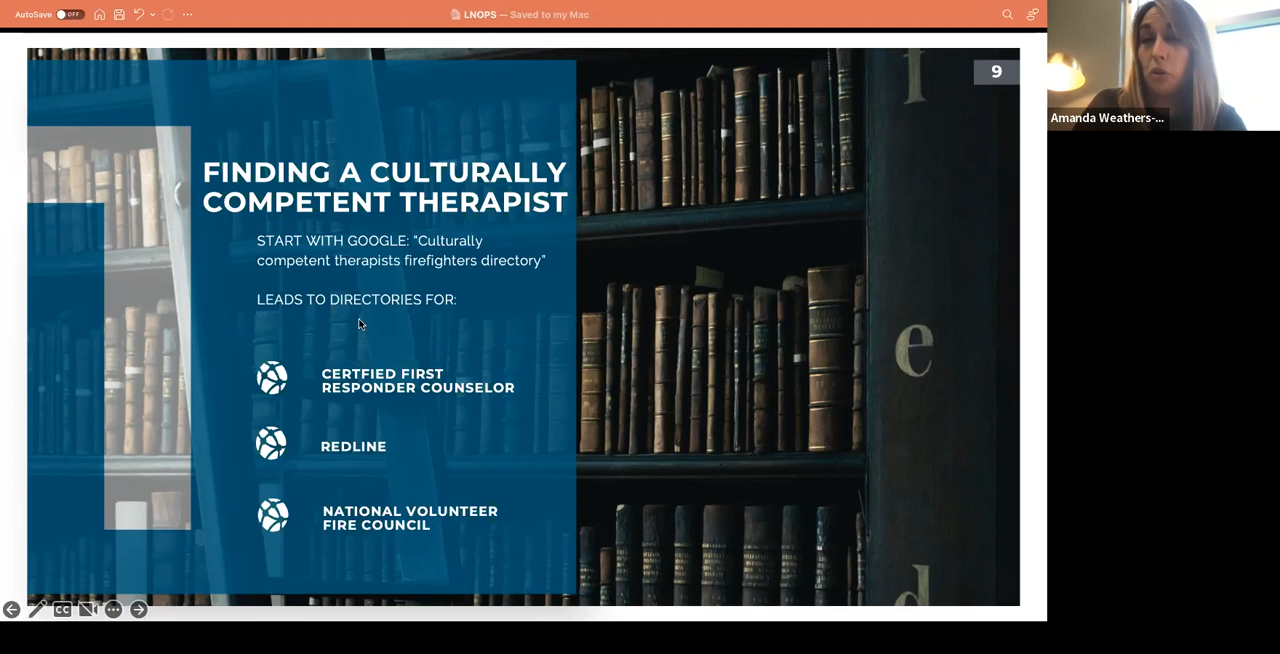 AutoSave OFF
LNOPS — Saved to my Mac
9
Amanda Weathers-...
FINDING A CULTURALLY
COMPETENT THERAPIST
START WITH GOOGLE: "Culturally
competent therapists firefighters directory"
LEADS TO DIRECTORIES FOR:
CERTFIED FIRST
RESPONDER COUNSELOR
REDLINE
NATIONAL VOLUNTEER
FIRE COUNCIL
f
e
d
CC